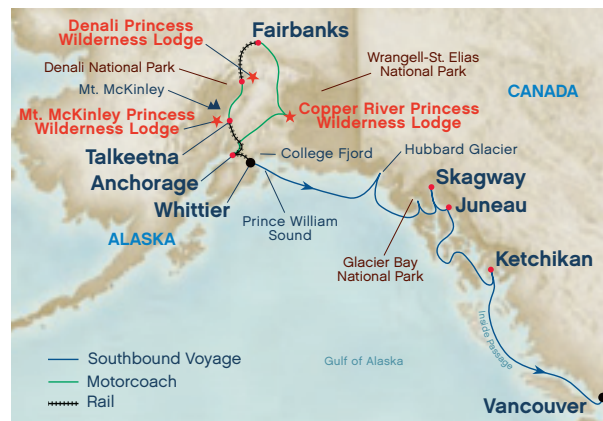 Denali Princess
Wilderness Lodge
Fairbanks
Denali National Park
Wrangell-St. Elias
National Park
Mt. McKinley
CANADA
Mt. McKinley Princess
Wilderness Lodge
Copper River Princess
Wilderness Lodge
Talkeetna
College Fjord
Hubbard Glacier
Anchorage
Skagway
Whittier
Juneau
Prince William
Sound
ALASKA
Glacier Bay
National Park
Ketchikan
Inside Passage
Southbound Voyage
Gulf of Alaska
Motorcoach
Rail
Vancouver